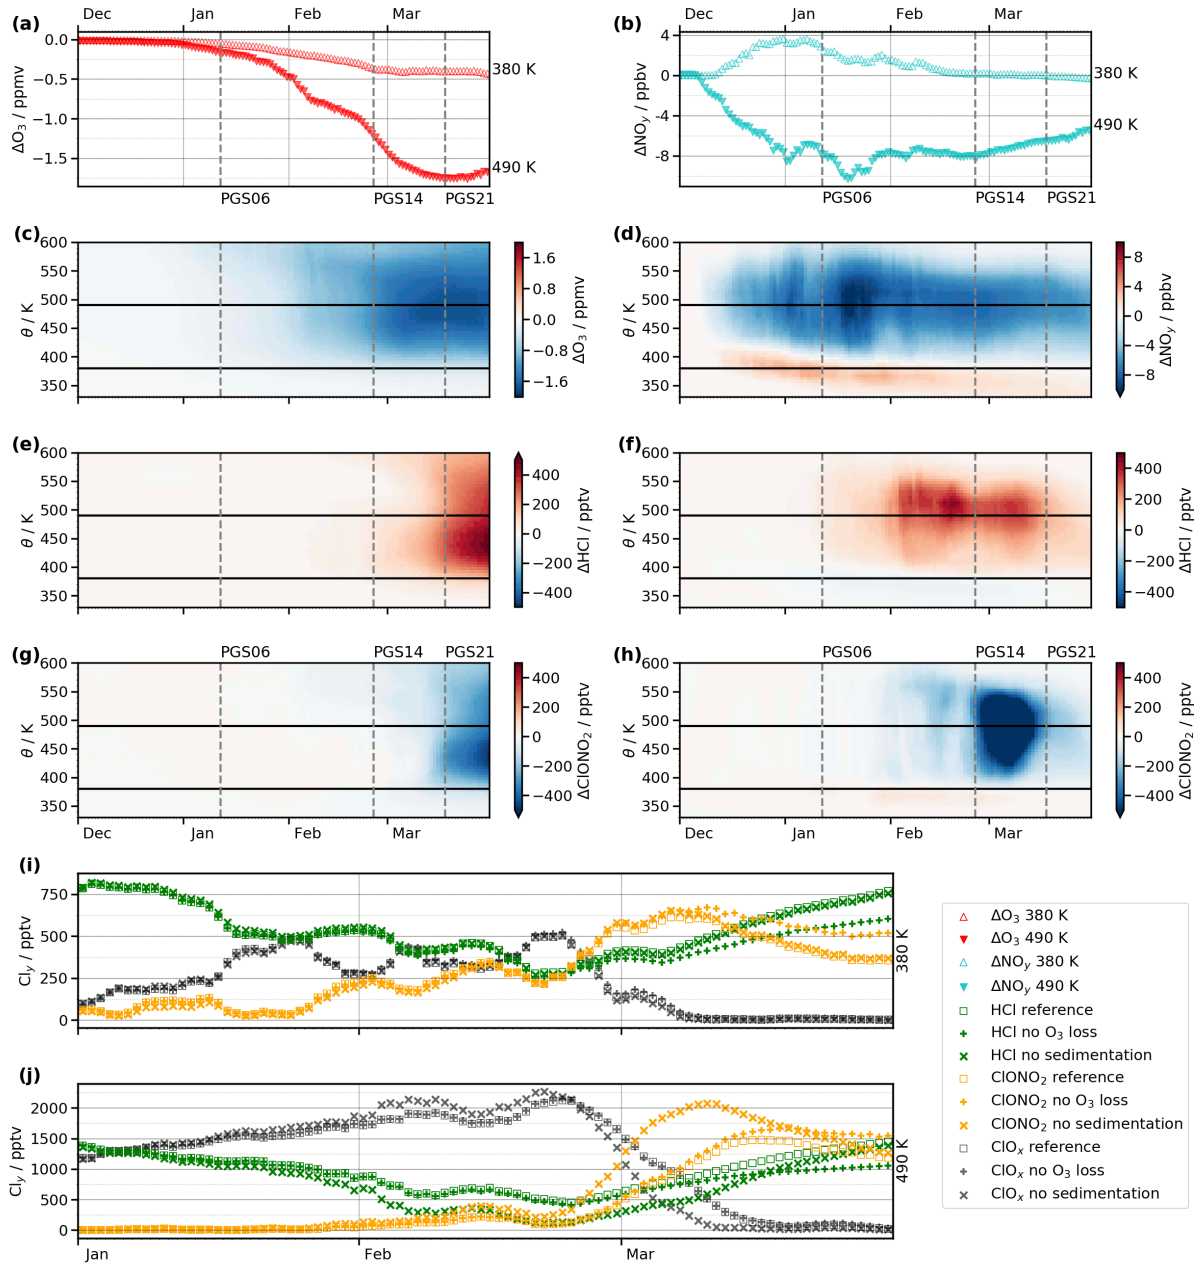 (a) Dec Jan Feb Mar
0.0
−0.5
−1.0
−1.5
ΔO3 / ppmv
380 K
490 K
PGS06 PGS14 PGS21
(b) Dec Jan Feb Mar
4
0
−4
−8
ΔNOy / ppbv
380 K
490 K
PGS06 PGS14 PGS21
(c)
600
550
500
450
400
350
θ / K
1.6
0.8
0.0
−0.8
−1.6
ΔO3 / ppmv
(d)
600
550
500
450
400
350
θ / K
8
4
0
−4
−8
ΔNOy / ppbv
(e)
600
550
500
450
400
350
θ / K
400
200
0
−200
−400
ΔHCl / pptv
(f)
600
550
500
450
400
350
θ / K
400
200
0
−200
−400
ΔHCl / pptv
(g) PGS06 PGS14 PGS21
600
550
500
450
400
350
θ / K
Dec Jan Feb Mar
400
200
0
−200
−400
ΔClONO2 / pptv
(h) PGS06 PGS14 PGS21
600
550
500
450
400
350
θ / K
Dec Jan Feb Mar
400
200
0
−200
−400
ΔClONO2 / pptv
(i)
750
500
250
0
Cly / pptv
380 K
(j)
2000
1500
1000
500
0
Cly / pptv
490 K
Jan Feb Mar
ΔO3 380 K
ΔO3 490 K
ΔNOy 380 K
ΔNOy 490 K
HCl reference
HCl no O3 loss
HCl no sedimentation
ClONO2 reference
ClONO2 no O3 loss
ClONO2 no sedimentation
ClOx reference
ClOx no O3 loss
ClOx no sedimentation